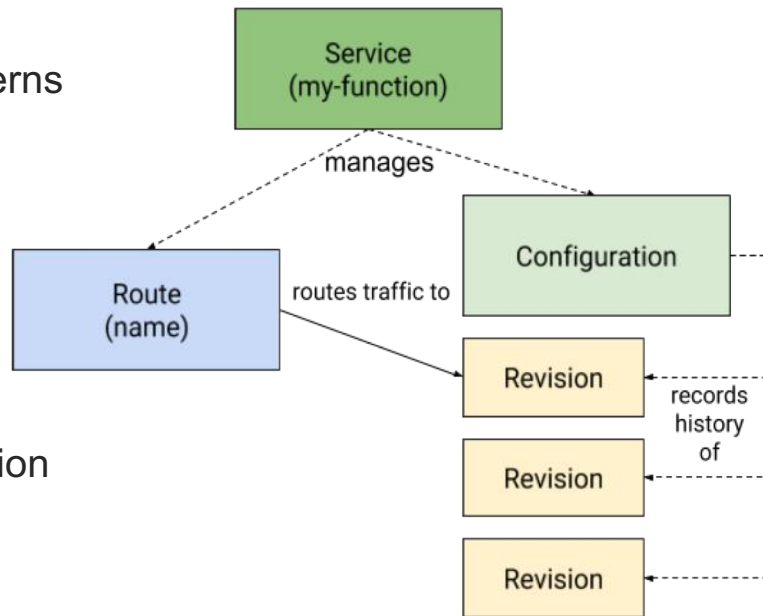 Service
(my-function)
erns
manages
Configuration
Route
(name)
routes traffic to
Revision
records
history
of
ion
Revision
Revision